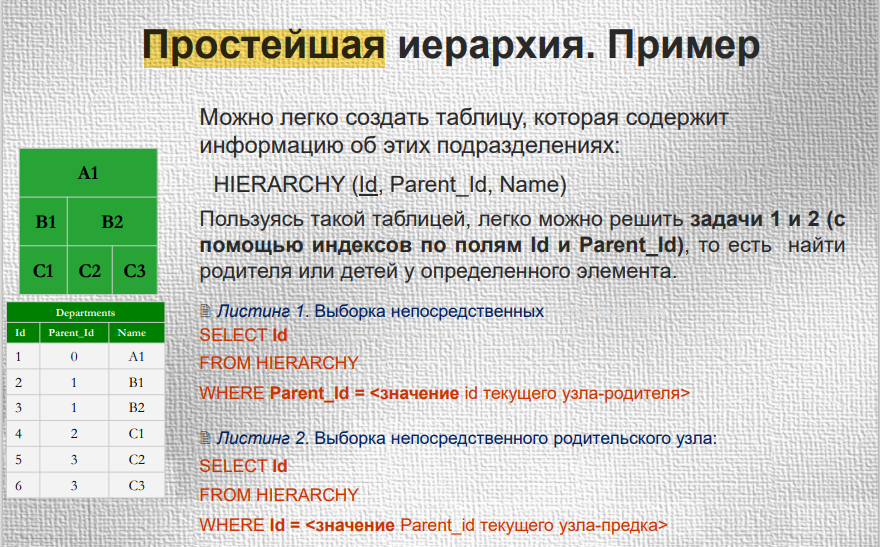 Простейшая иерархия. Пример
Можно легко создать таблицу, которая содержит
информацию об этих подразделениях:
HIERARCHY (Id, Parent_Id, Name)
Пользуясь такой таблицей, легко можно решить задачи 1 и 2 (с
помощью индексов по полям Id и Parent_Id), то есть найти
родителя или детей у определенного элемента.
Листинг 1. Выборка непосредственных
SELECT Id
FROM HIERARCHY
WHERE Parent_Id = <значение id текущего узла-родителя>
Листинг 2. Выборка непосредственного родительского узла:
SELECT Id
FROM HIERARCHY
WHERE Id = <значение Parent_id текущего узла-предка>
A1
B1 B2
C1 C2 C3
Departments
Id Parent_Id Name
1 0 A1
2 1 B1
3 1 B2
4 2 C1
5 3 C2
6 3 C3